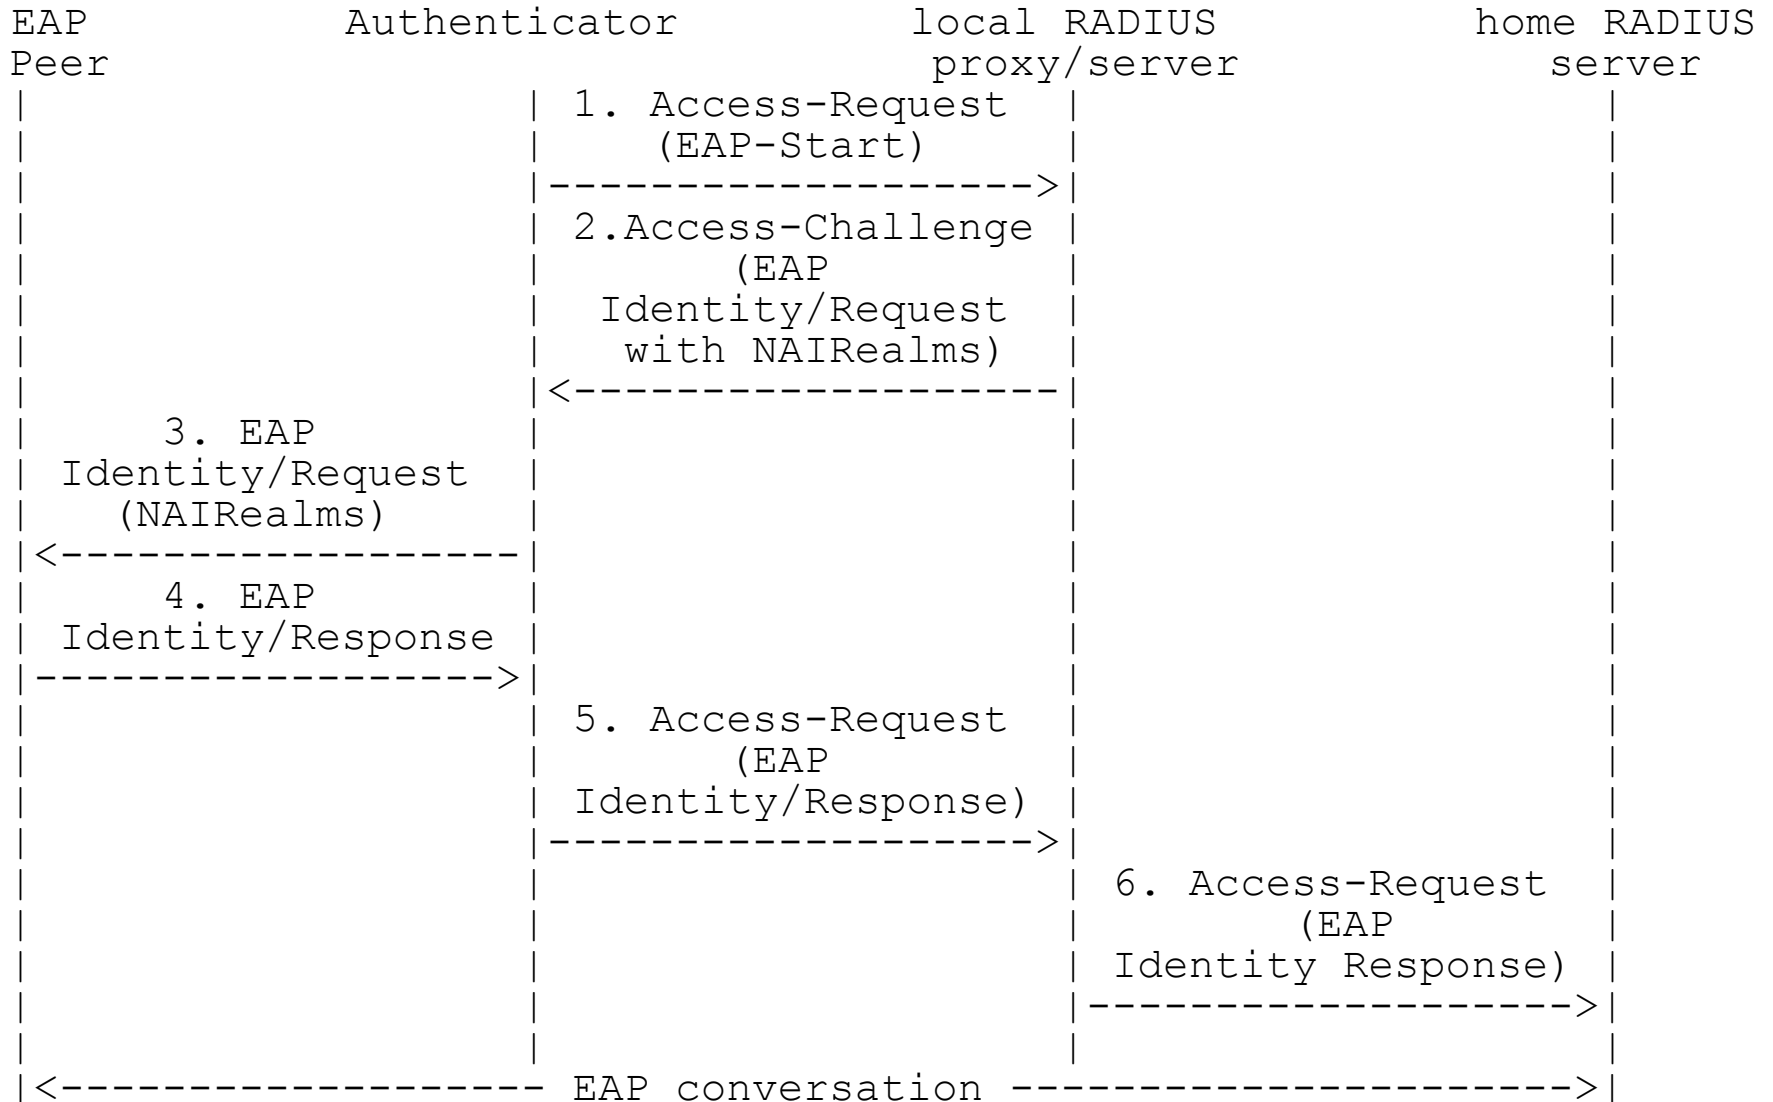 EAP Authenticator local RADIUS home RADIUS
Peer proxy/server server
1. Access-Request
(EAP-Start)
2.Access-Challenge
(EAP
Identity/Request
with NAIRealms)
3. EAP
Identity/Request
(NAIRealms)
4. EAP
Identity/Response
5. Access-Request
(EAP
Identity/Response)
6. Access-Request
(EAP
Identity Response)
EAP conversation